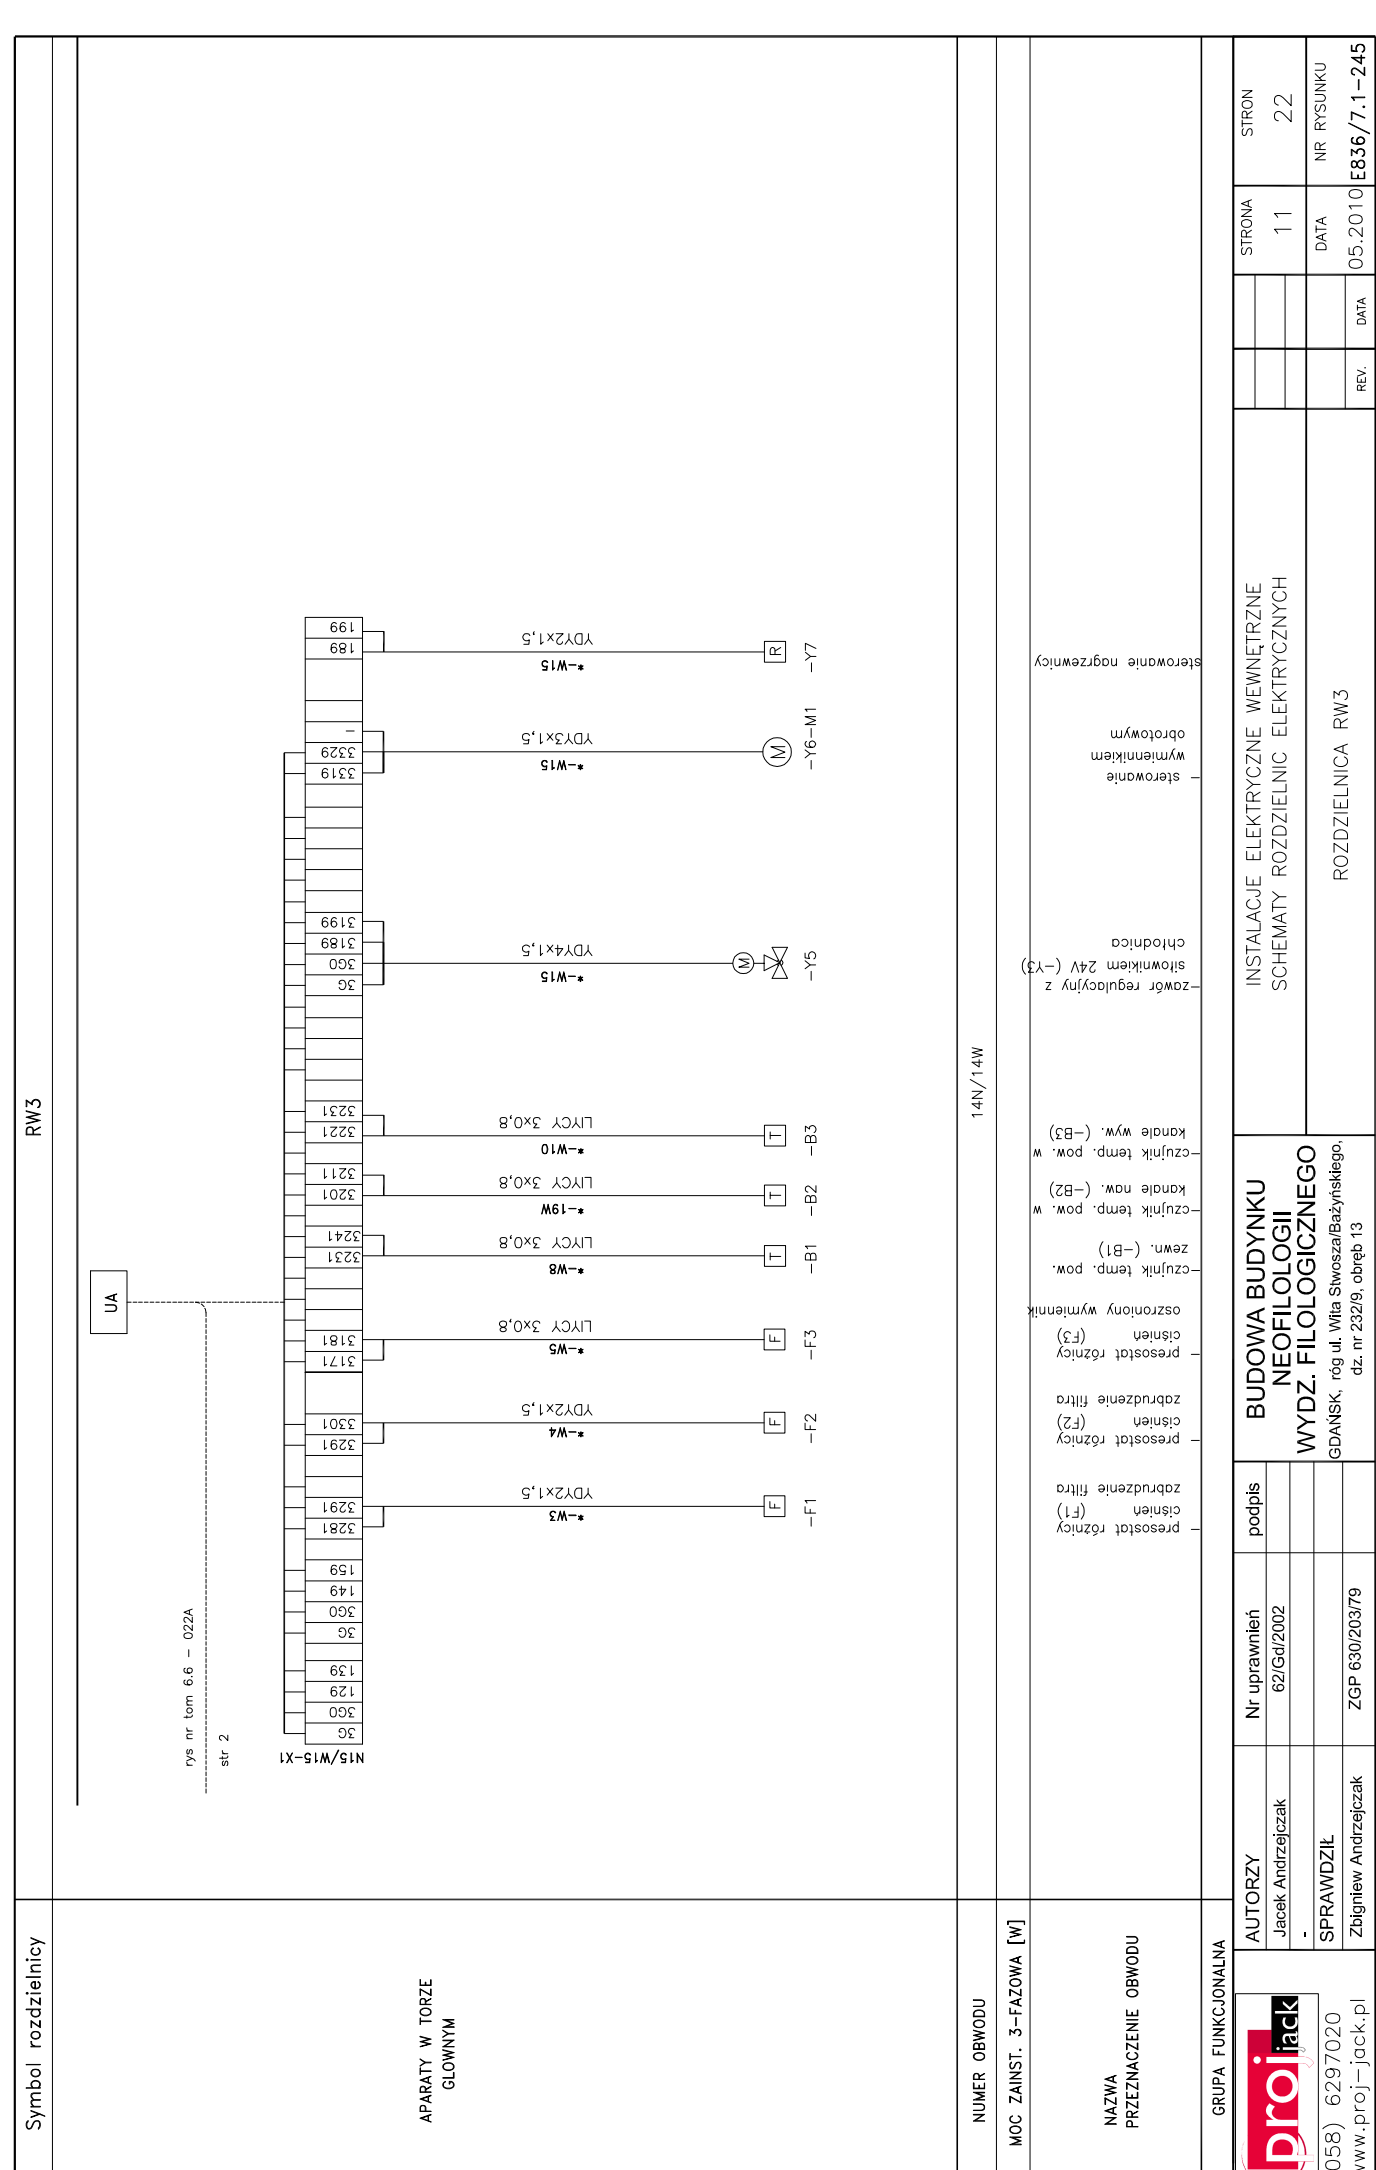 Symbol rozdzielnicy
RW3
APARATY W TORZE
GLOWNYM
UA
rys nr tom 6.6 - 022A
str 2
N15/W15-X1
3G
3G0
129
139
3G
3G0
149
159
3281
3291
3291
3301
3171
3181
3231
3241
3201
3211
3221
3231
3G
3G0
3189
3199
3319
3329
-
189
199
*-W3
YDY2x1,5
F
-F1
*-W4
YDY2x1,5
F
-F2
*-W5
LIYCY 3x0,8
F
-F3
*-W8
LIYCY 3x0,8
T
-B1
*-19W
LIYCY 3x0,8
T
-B2
*-W10
LIYCY 3x0,8
T
-B3
*-W15
YDY4x1,5
M
-Y5
*-W15
YDY3x1,5
M
-Y6-M1
*-W15
YDY2x1,5
R
-Y7
NUMER OBWODU
14N/14W
MOC ZAINST. 3-FAZOWA [W]
NAZWA
PRZEZNACZENIE OBWODU
- presostat różnicy
ciśnień (F1)
zabrudzenie filtra
- presostat różnicy
ciśnień (F2)
zabrudzenie filtra
- presostat różnicy
ciśnień (F3)
oszroniony wymiennik
-czujnik temp. pow.
zewn. (-B1)
-czujnik temp. pow. w
kanale naw. (-B2)
-czujnik temp. pow. w
kanale wyw. (-B3)
-zawór regulacyjny z
siłownikiem 24V (-Y3)
chłodnica
- sterowanie
wymiennikiem
obrotowym
sterowanie nagrzewnicy
GRUPA FUNKCJONALNA
proj jack
058) 6297020
ww.proj-jack.pl
AUTORZY
Nr uprawnień
podpis
Jacek Andrzejczak
62/Gd/2002
-
SPRAWDZIŁ
Zbigniew Andrzejczak
ZGP 630/203/79
BUDOWA BUDYNKU
NEOFILOLOGII
WYDZ. FILOLOGICZNEGO
GDAŃSK, róg ul. Wita Stwosza/Bażyńskiego,
dz. nr 232/9, obręb 13
INSTALACJE ELEKTRYCZNE WEWNĘTRZNE
SCHEMATY ROZDZIELNIC ELEKTRYCZNYCH
ROZDZIELNICA RW3
REV.
DATA
STRONA
11
STRON
22
DATA
05.2010
NR RYSUNKU
E836/7.1-245